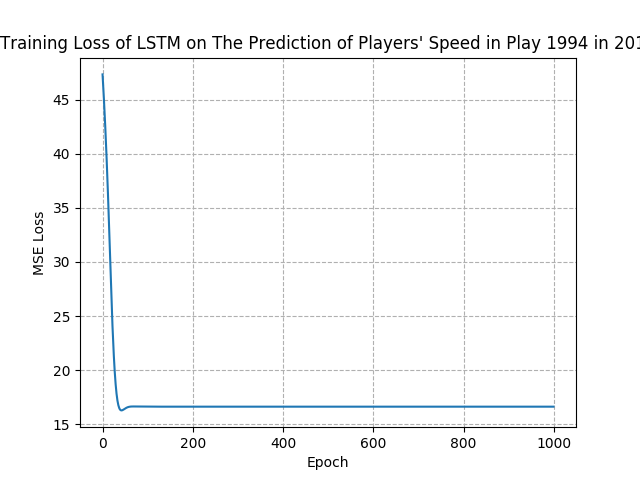 Training Loss of LSTM on The Prediction of Players' Speed in Play 1994 in 201
MSE Loss
45
40
35
30
25
20
15
0 200 400 600 800 1000
Epoch